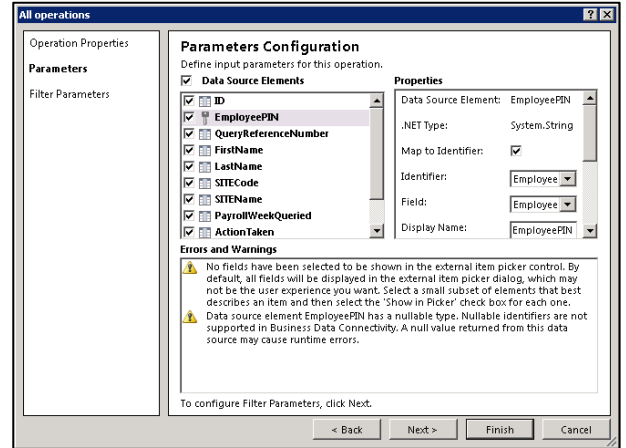 All operations
Operation Properties
Parameters
Filter Parameters
Parameters Configuration
Define input parameters for this operation.
Data Source Elements
ID
EmployeePIN
QueryReferenceNumber
FirstName
LastName
SITECode
SITEName
PayrollWeekQueried
ActionTaken
Properties
Data Source Element: EmployeePIN
.NET Type: System.String
Map to Identifier:
Identifier: Employee
Field: Employee
Display Name: EmployeePIN
Errors and Warnings
No fields have been selected to be shown in the external item picker control. By
default, all fields will be displayed in the external item picker dialog, which may
not be the user experience you want. Select a small subset of elements that best
describes an item and then select the 'Show in Picker' check box for each one.
Data source element EmployeePIN has a nullable type. Nullable identifiers are not
supported in Business Data Connectivity. A null value returned from this data
source may cause runtime errors.
To configure Filter Parameters, click Next.
< Back
Next >
Finish
Cancel